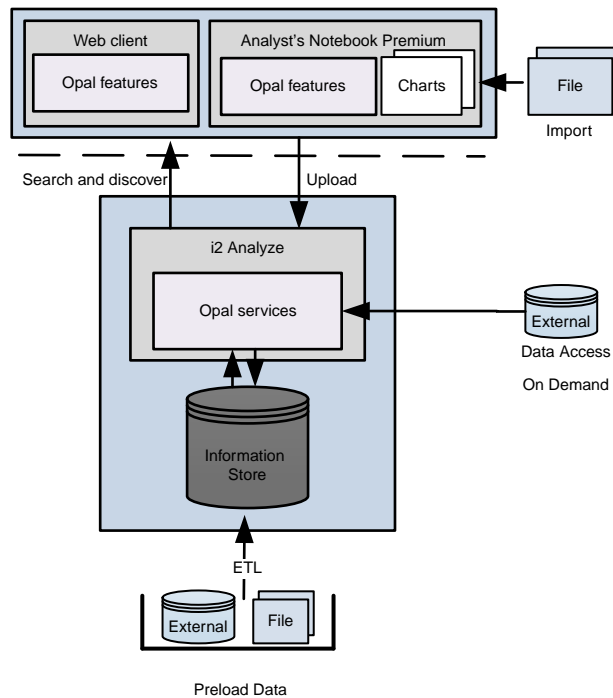 Web client
Opal features
Analyst's Notebook Premium
Opal features
Charts
File
Import
Search and discover
Upload
i2 Analyze
Opal services
External
Data Access
On Demand
Information
Store
ETL
External
File
Preload Data